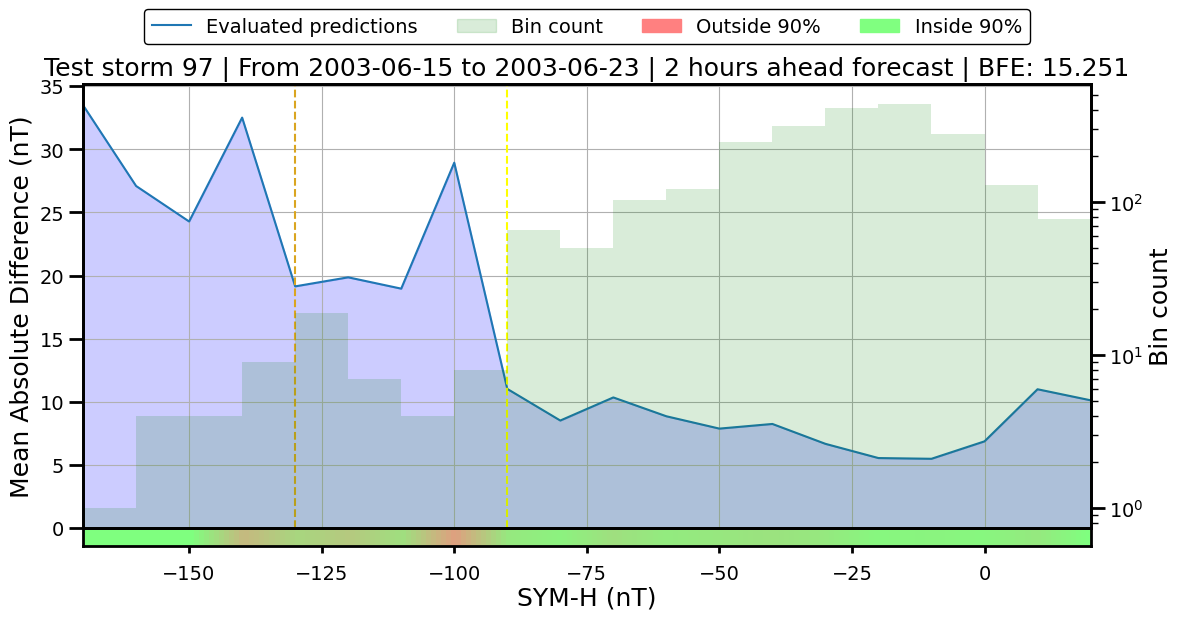 Evaluated predictions Bin count Outside 90% Inside 90%
Test storm 97 | From 2003-06-15 to 2003-06-23 | 2 hours ahead forecast | BFE: 15.251
Mean Absolute Difference (nT)
35
30
25
20
15
10
5
0
10²
10¹
10⁰
Bin count
−150 −125 −100 −75 −50 −25 0
SYM-H (nT)